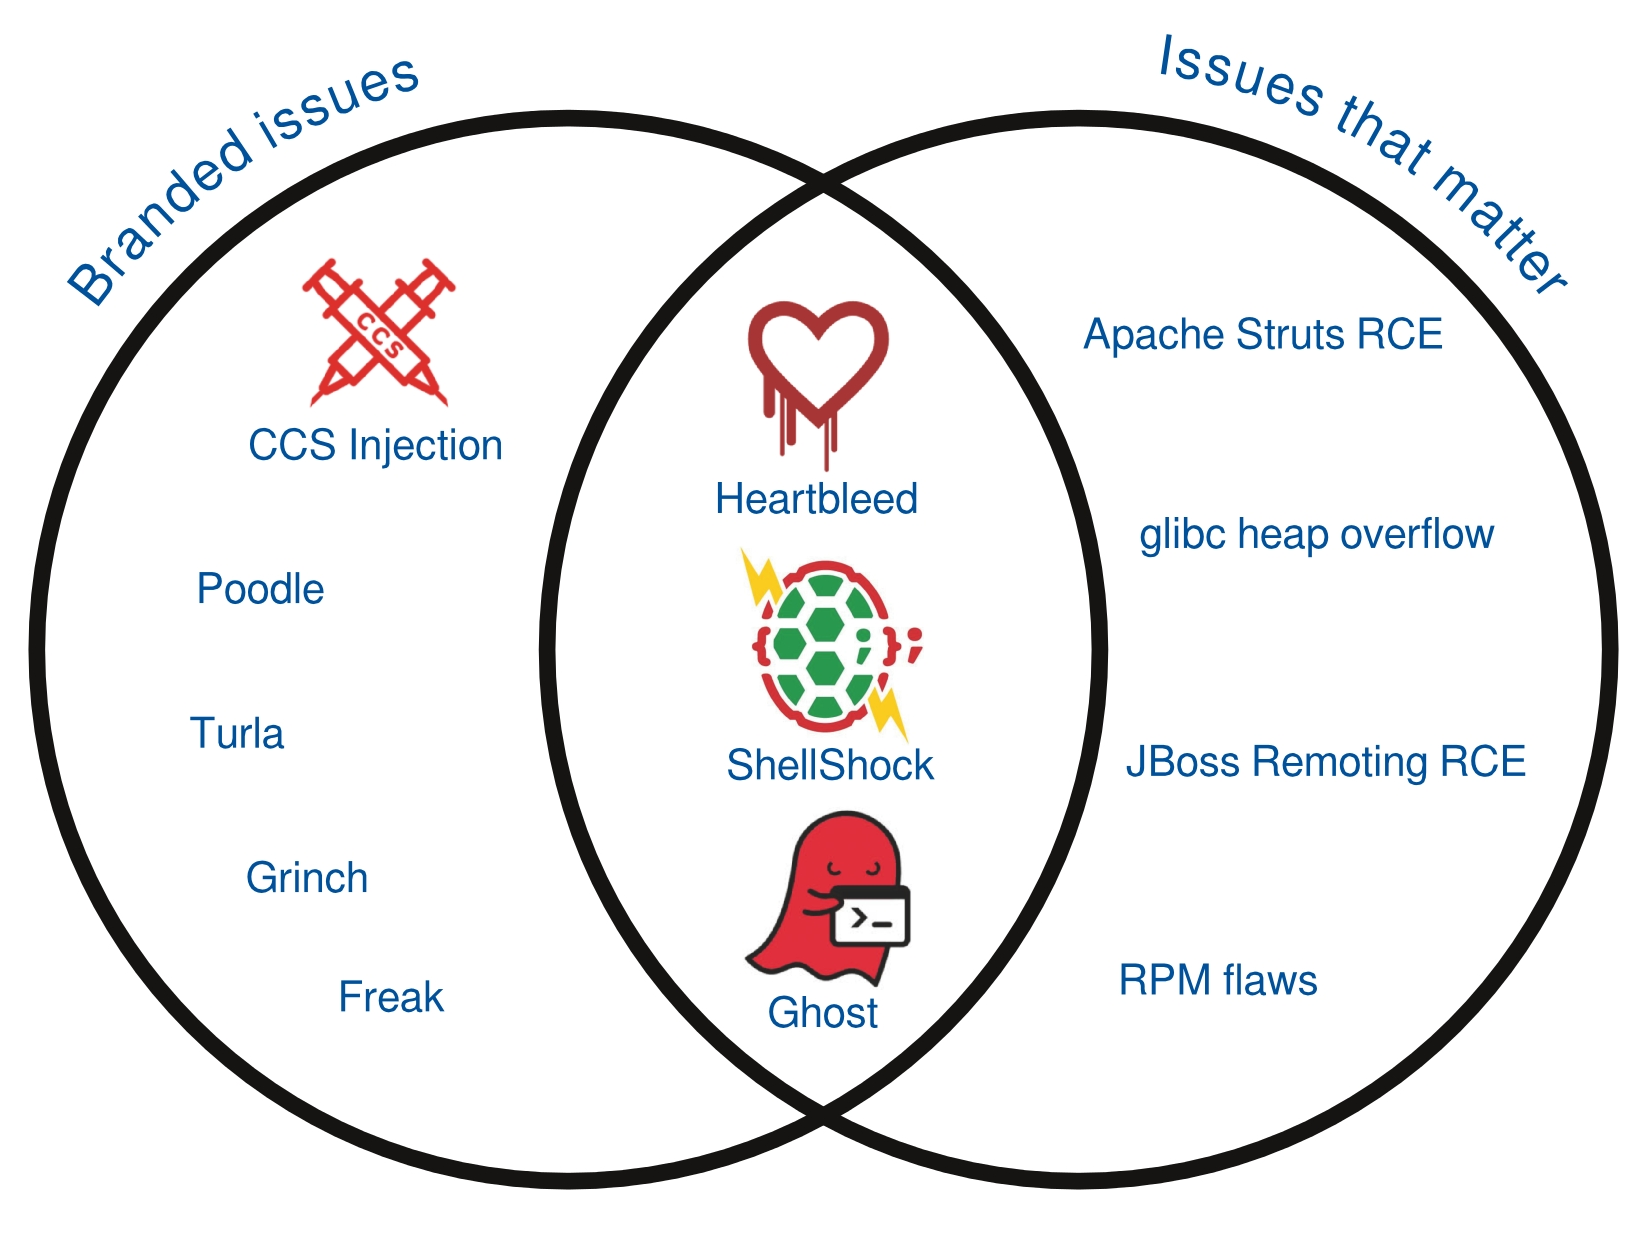 Branded issues
Issues that matter
CCS
CCS Injection
Poodle
Turla
Grinch
Freak
Heartbleed
{;};
ShellShock
>_
Ghost
Apache Struts RCE
glibc heap overflow
JBoss Remoting RCE
RPM flaws